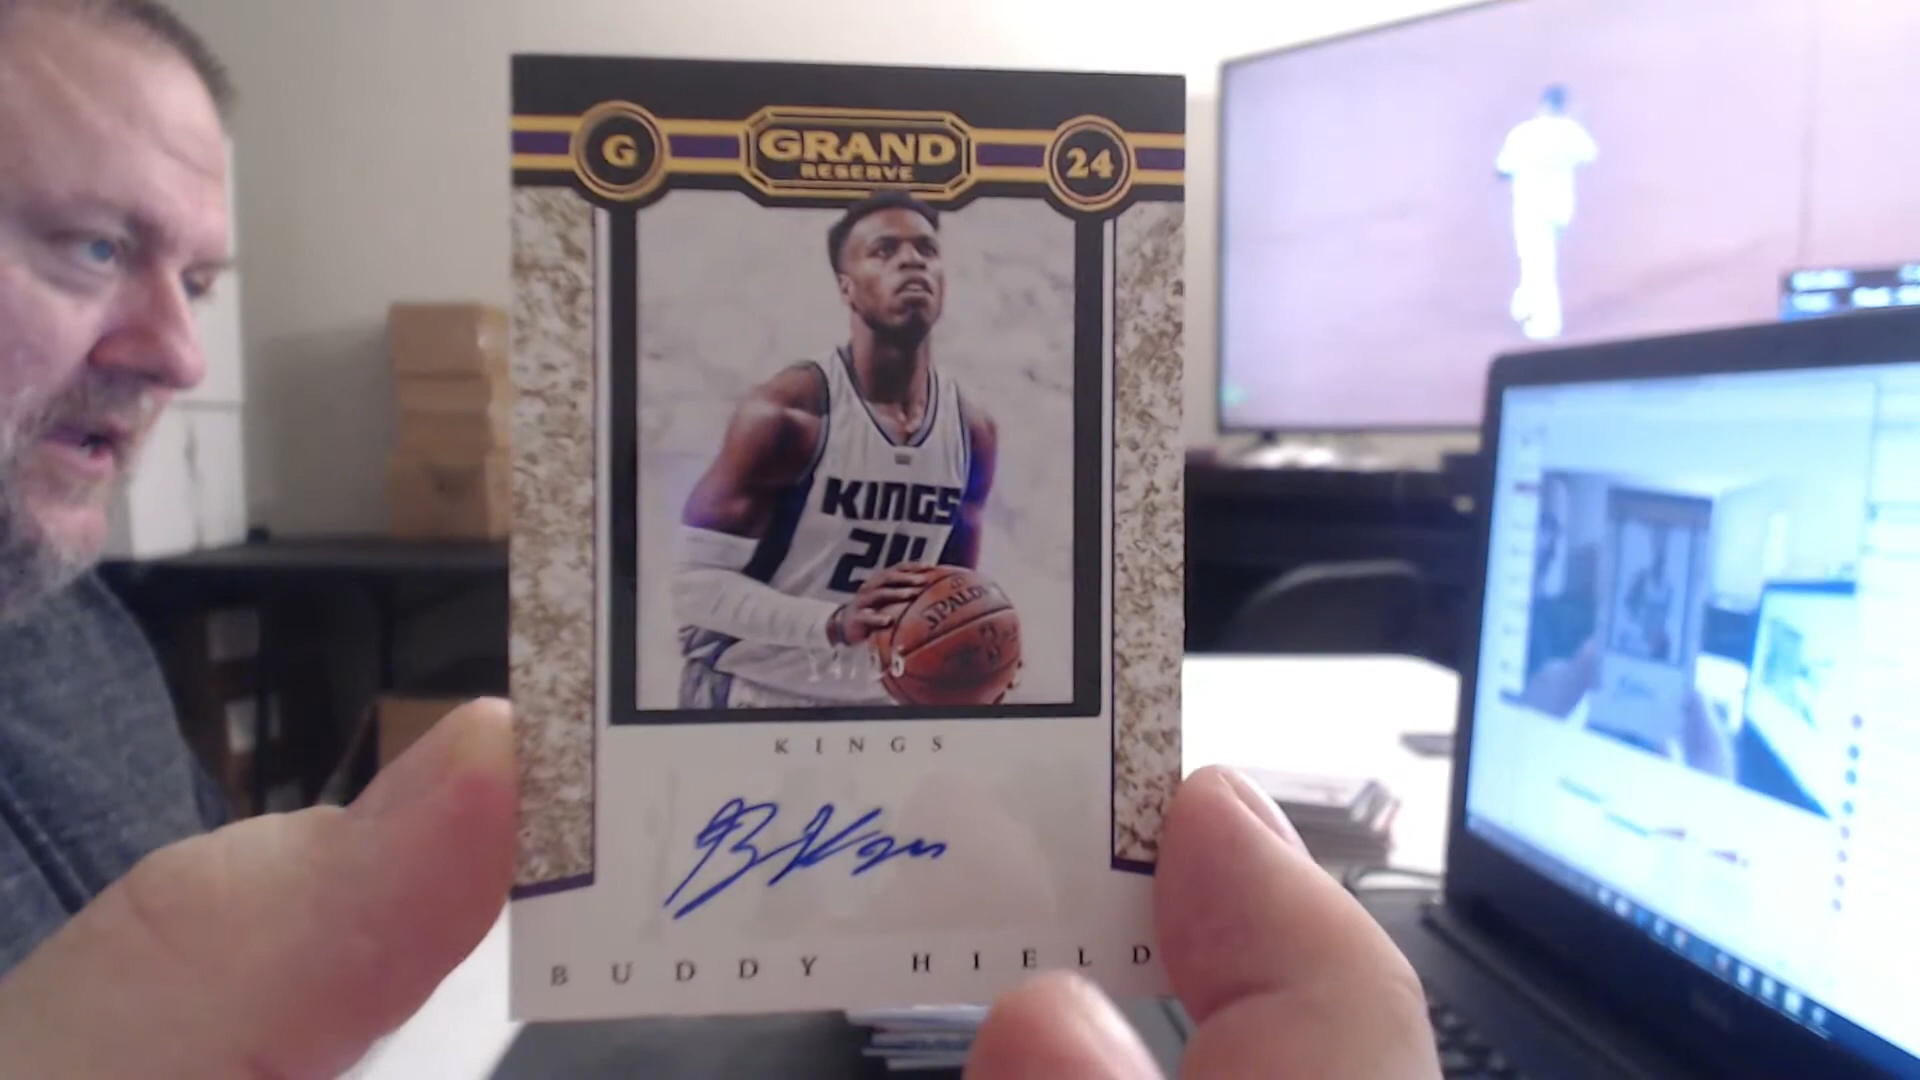 G GRAND 24
RESERVE
KINGS
24
SPALDING
KINGS
BUDDY HIELD